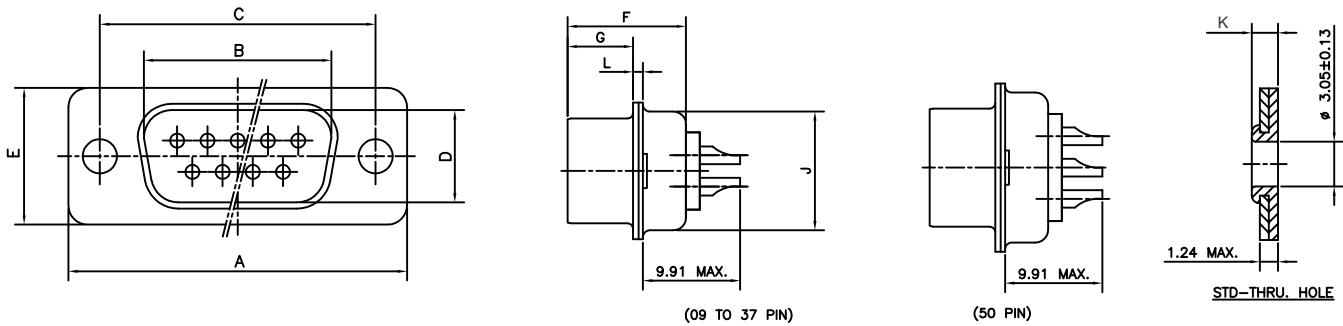 C
B
E
D
A
F
G
L
J
9.91 MAX.
(09 TO 37 PIN)
9.91 MAX.
(50 PIN)
K
ø 3.05±0.13
1.24 MAX.
STD-THRU. HOLE